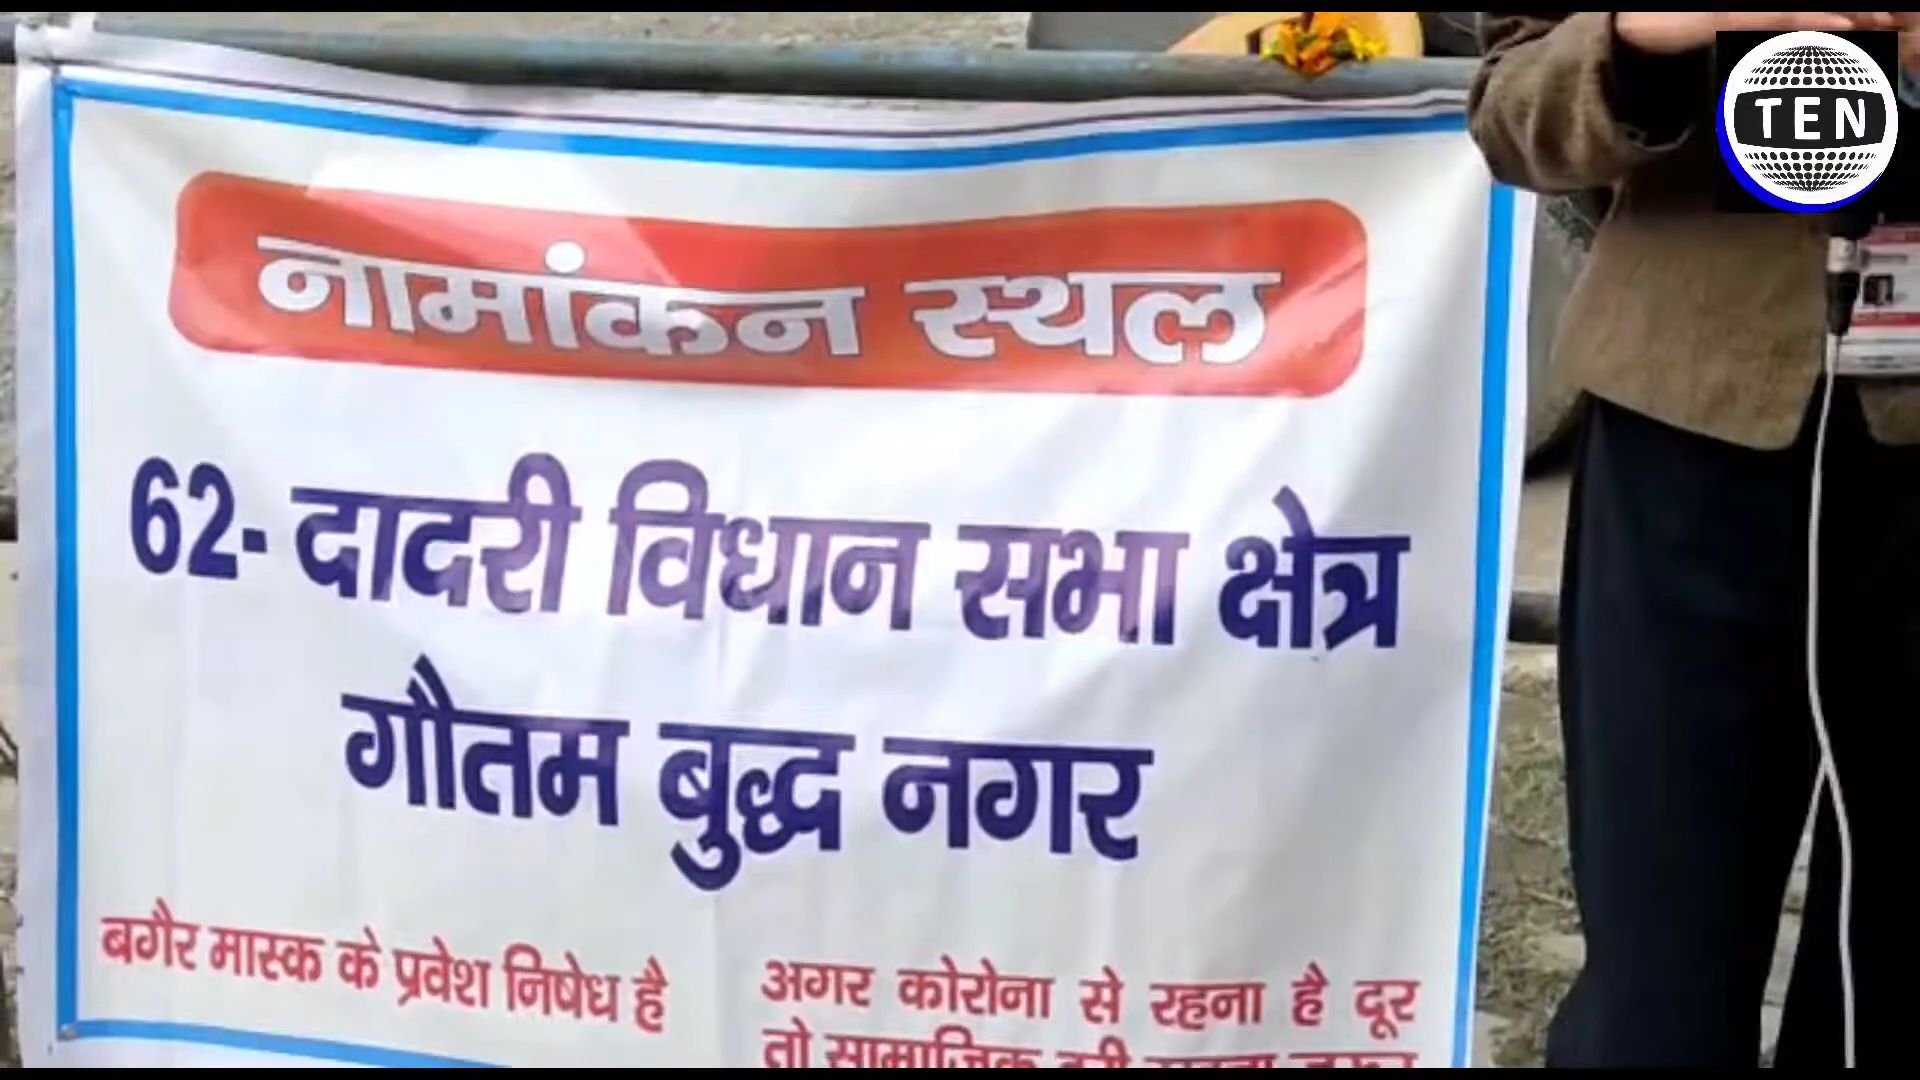 TEN
नामांकन स्थल
62- दादरी विधान सभा क्षेत्र
गौतम बुद्ध नगर
बगैर मास्क के प्रवेश निषेध है
अगर कोरोना से रहना है दूर
तो सामाजिक